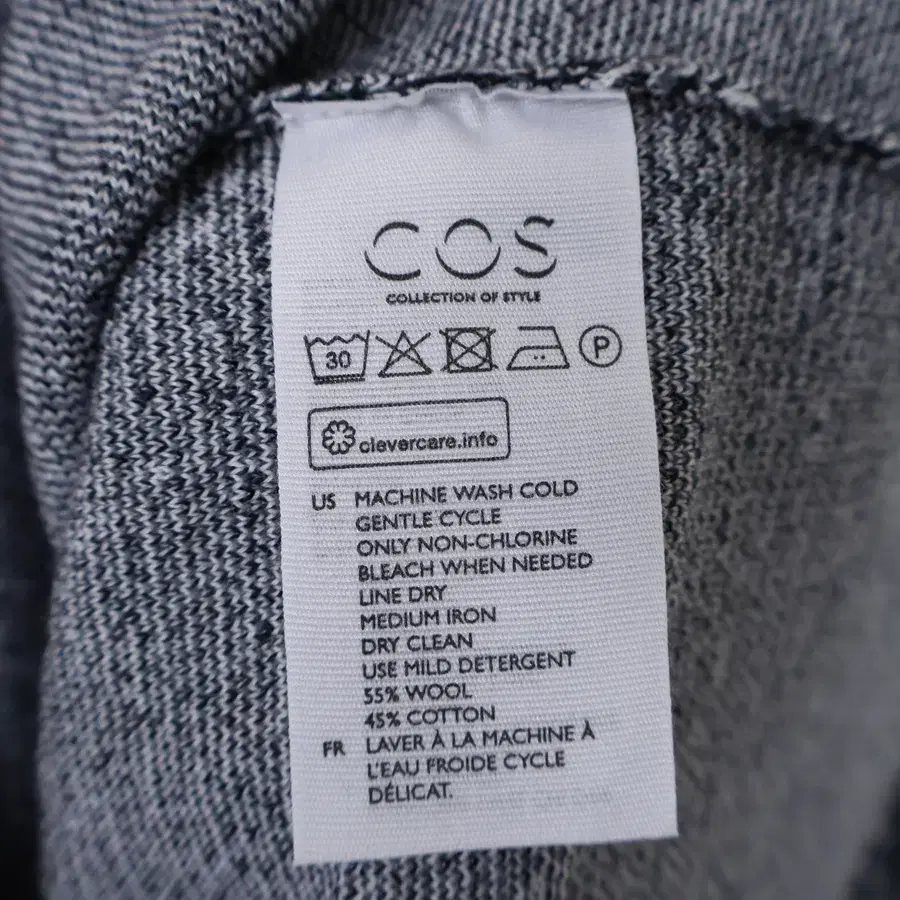 COS
COLLECTION OF STYLE
30 P
clevercare.info
US MACHINE WASH COLD
GENTLE CYCLE
ONLY NON-CHLORINE
BLEACH WHEN NEEDED
LINE DRY
MEDIUM IRON
DRY CLEAN
USE MILD DETERGENT
55% WOOL
45% COTTON
FR LAVER À LA MACHINE À
L'EAU FROIDE CYCLE
DÉLICAT.